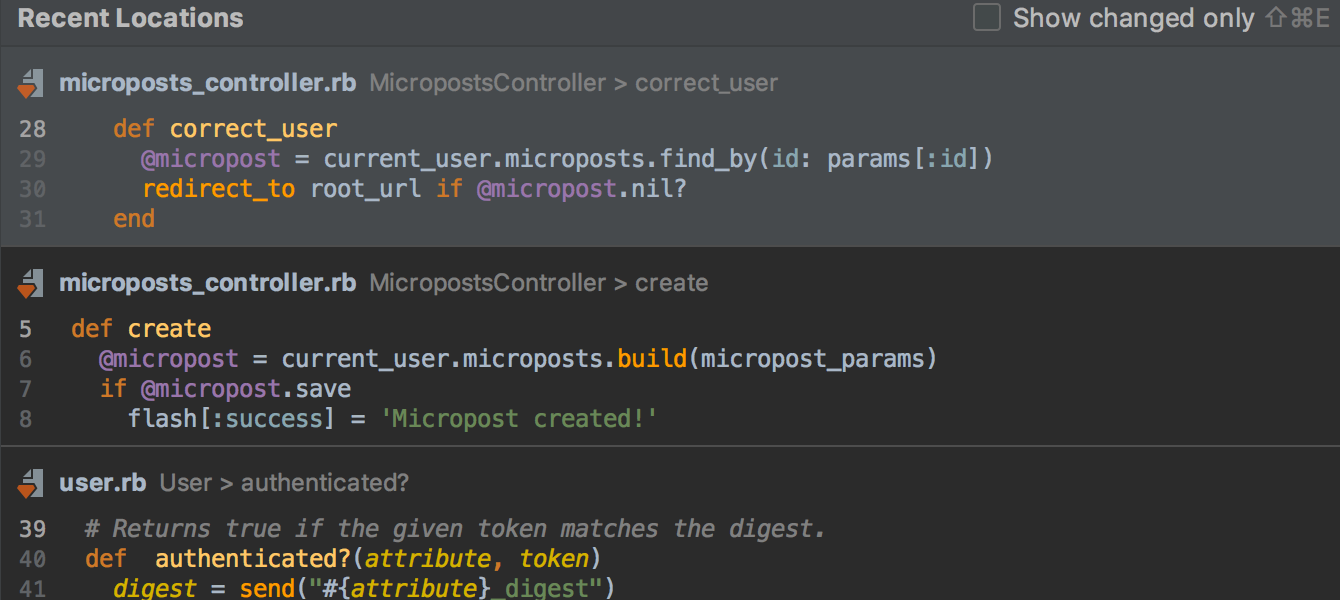 Recent Locations Show changed only ⇧⌘E
microposts_controller.rb MicropostsController > correct_user
28 def correct_user
29 @micropost = current_user.microposts.find_by(id: params[:id])
30 redirect_to root_url if @micropost.nil?
31 end
microposts_controller.rb MicropostsController > create
5 def create
6 @micropost = current_user.microposts.build(micropost_params)
7 if @micropost.save
8 flash[:success] = 'Micropost created!'
user.rb User > authenticated?
39 # Returns true if the given token matches the digest.
40 def  authenticated?(attribute, token)
41 digest = send("#{attribute}_digest")